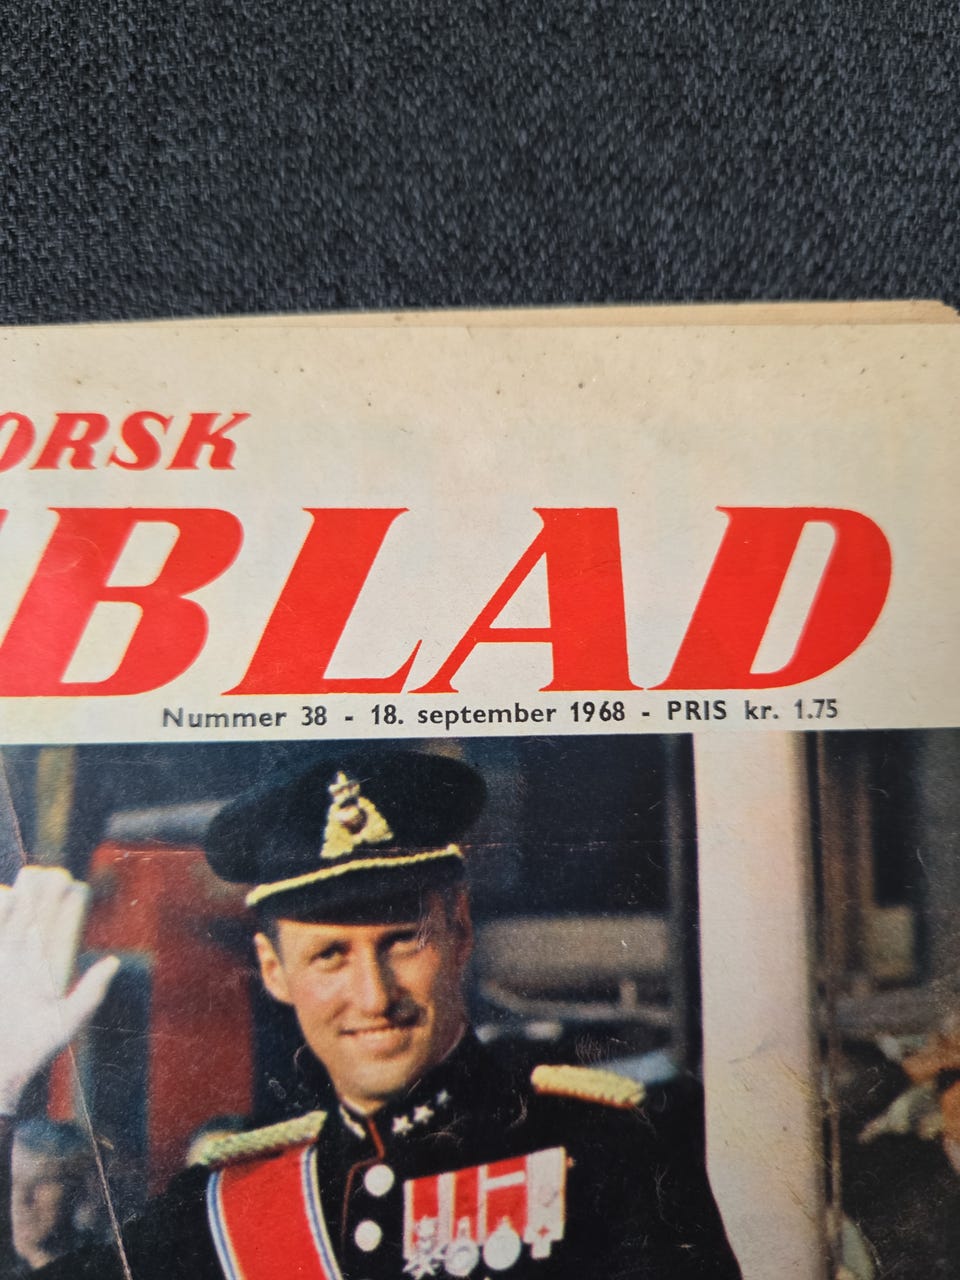 ORSK
BLAD
Nummer 38 - 18. september 1968 - PRIS kr. 1.75